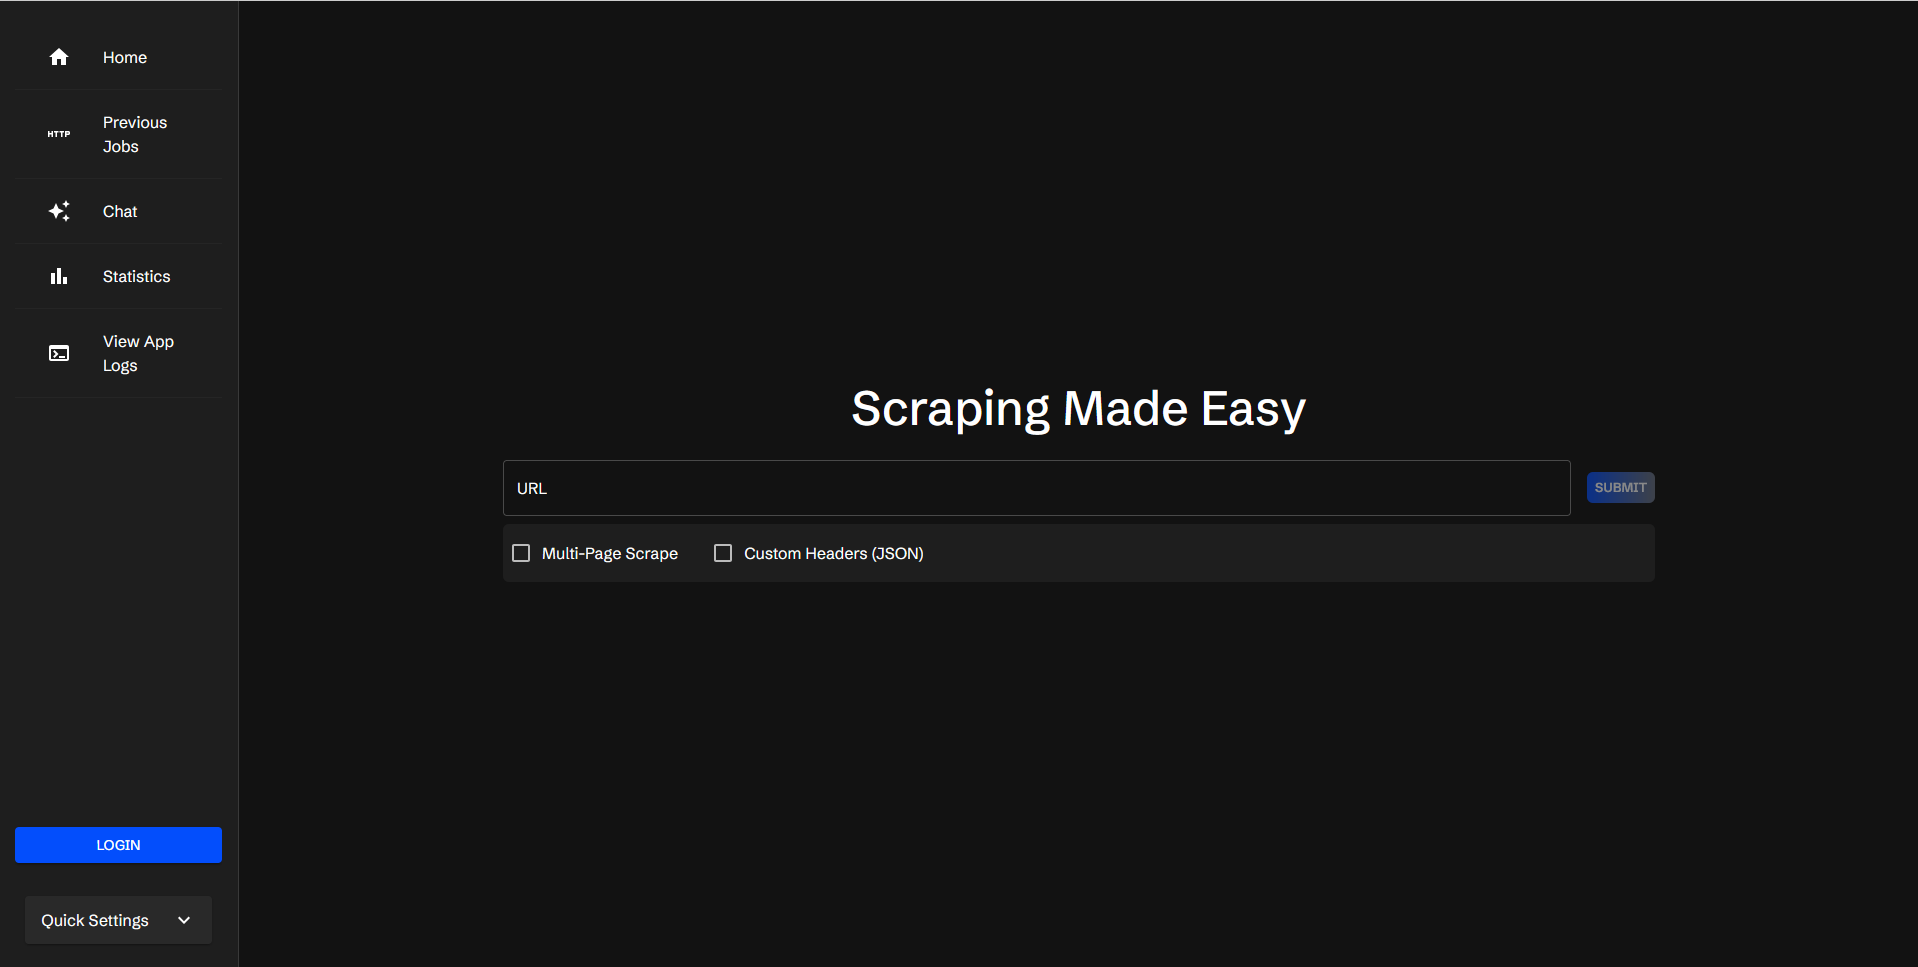 Home
HTTP
Previous
Jobs
Chat
Statistics
View App
Logs
Scraping Made Easy
URL
SUBMIT
Multi-Page Scrape
Custom Headers (JSON)
LOGIN
Quick Settings